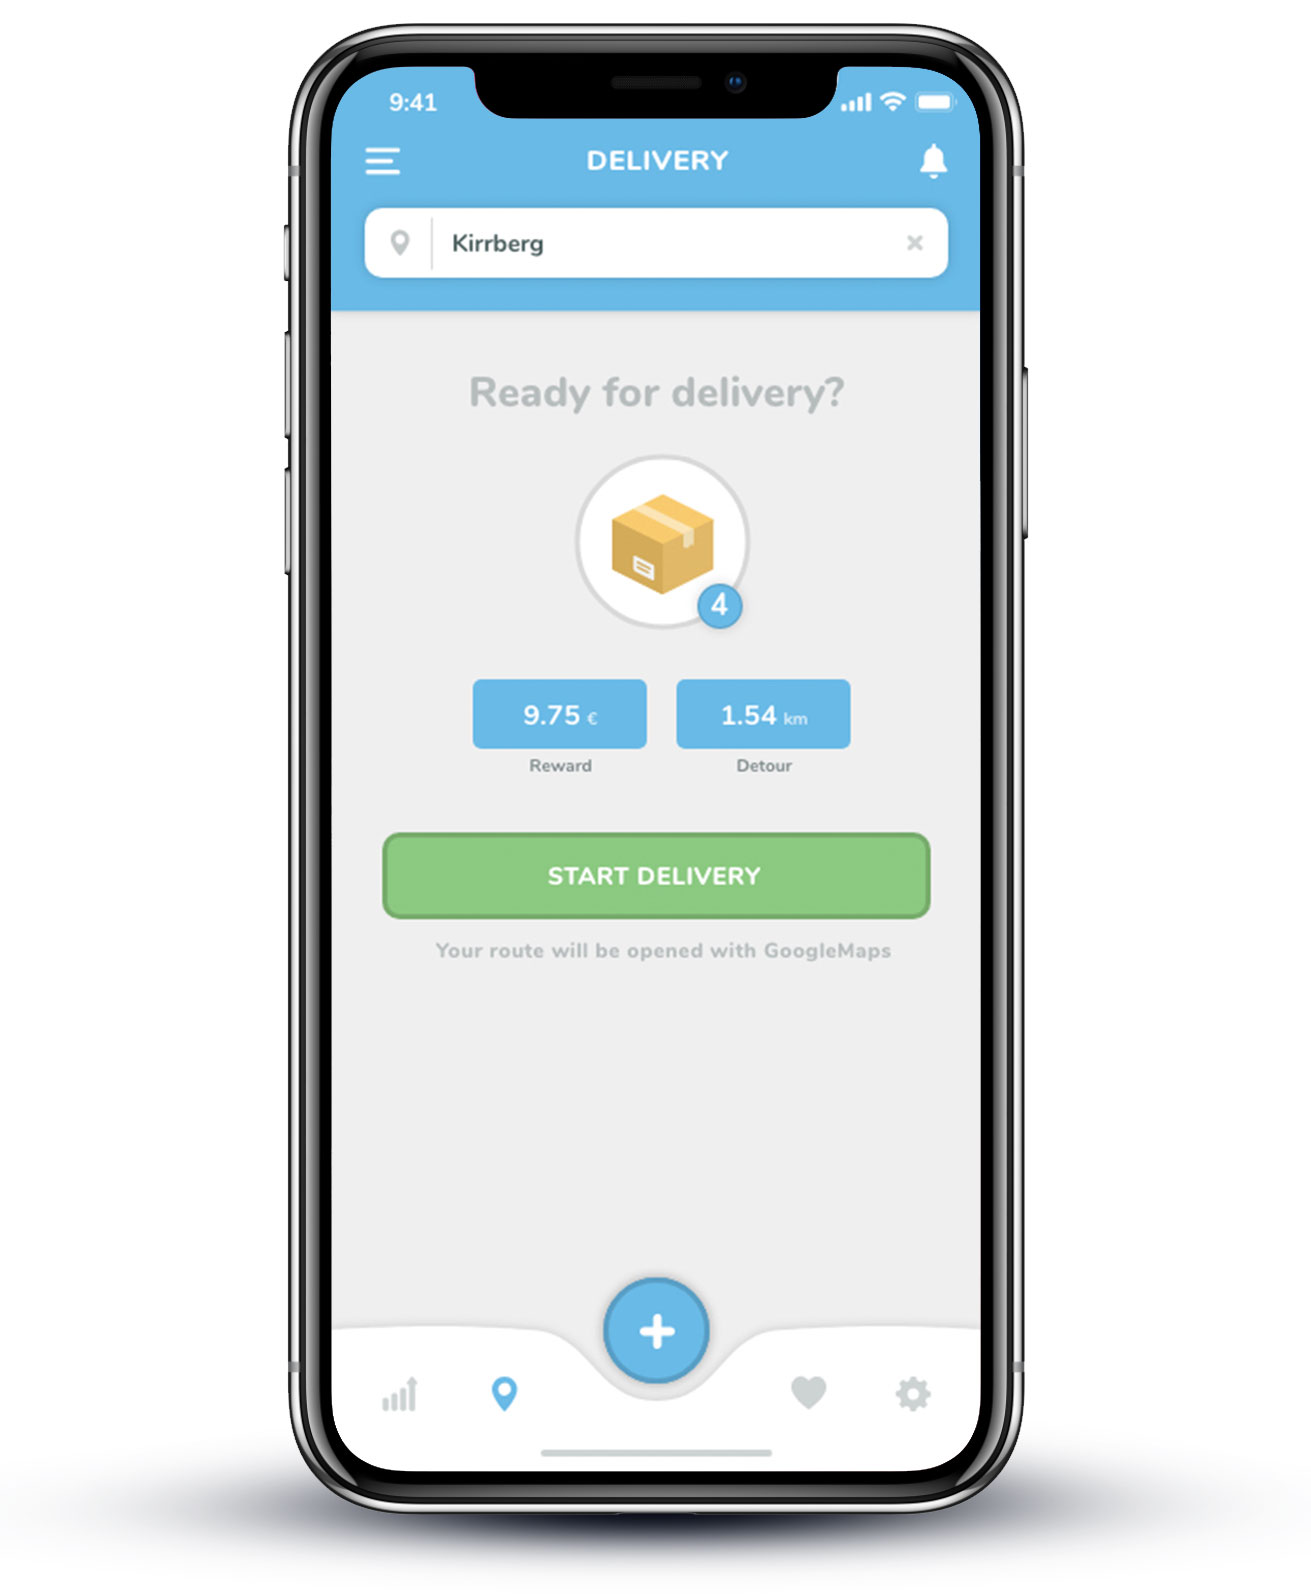 9:41
DELIVERY
Kirrberg
Ready for delivery?
4
9.75 €
1.54 km
Reward
Detour
START DELIVERY
Your route will be opened with GoogleMaps